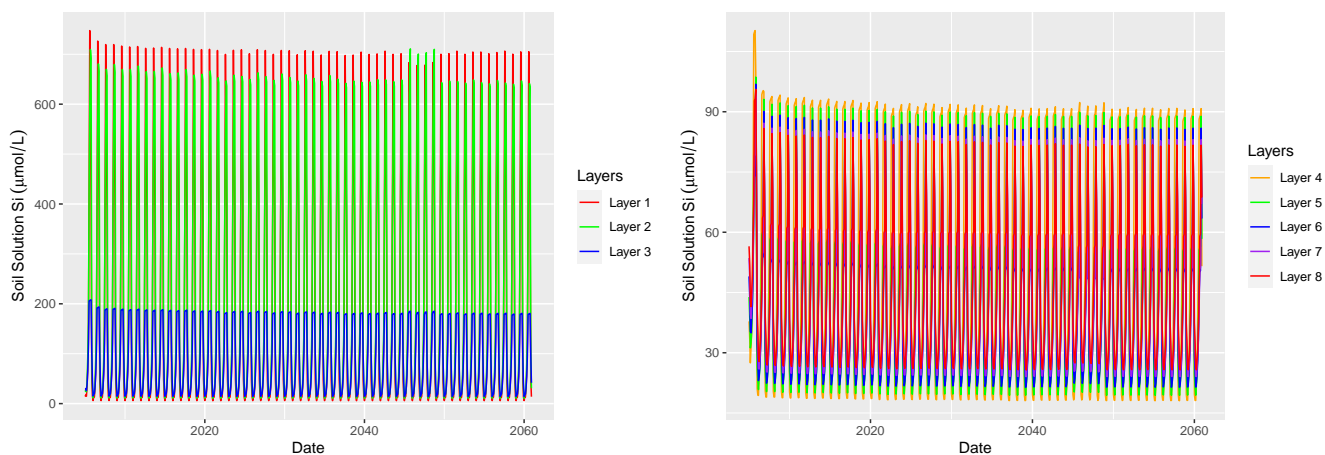 600
400
200
0
Soil Solution Si (μmol/L)
2020
2040
2060
Date
Layers
Layer 1
Layer 2
Layer 3
90
60
30
Soil Solution Si (μmol/L)
2020
2040
2060
Date
Layers
Layer 4
Layer 5
Layer 6
Layer 7
Layer 8